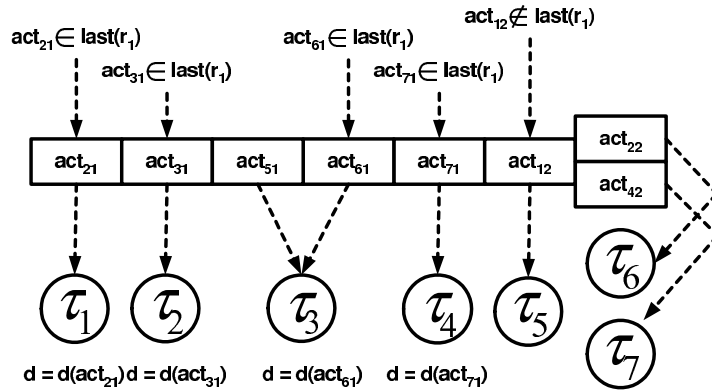 act₁₂∉ last(r₁)
act₂₁∈ last(r₁) act₆₁∈ last(r₁)
act₃₁∈ last(r₁) act₇₁∈ last(r₁)
act₂₂
act₂₁ act₃₁ act₅₁ act₆₁ act₇₁ act₁₂
act₄₂
τ₆
τ₁ τ₂ τ₃ τ₄ τ₅
τ₇
d = d(act₂₁) d = d(act₃₁) d = d(act₆₁) d = d(act₇₁)